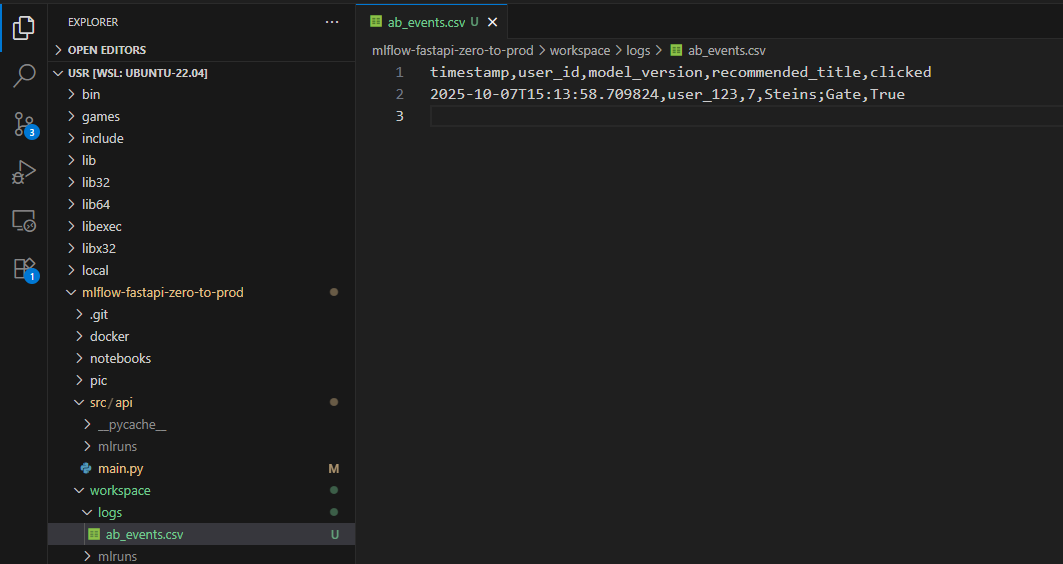 EXPLORER
OPEN EDITORS
USR [WSL: UBUNTU-22.04]
bin
games
include
lib
lib32
lib64
libexec
libx32
local
mlflow-fastapi-zero-to-prod
.git
docker
notebooks
pic
src/api
__pycache__
mlruns
main.py M
workspace
logs
ab_events.csv U
mlruns
3
1
ab_events.csv U
mlflow-fastapi-zero-to-prod > workspace > logs > ab_events.csv
1 timestamp,user_id,model_version,recommended_title,clicked
2 2025-10-07T15:13:58.709824,user_123,7,Steins;Gate,True
3